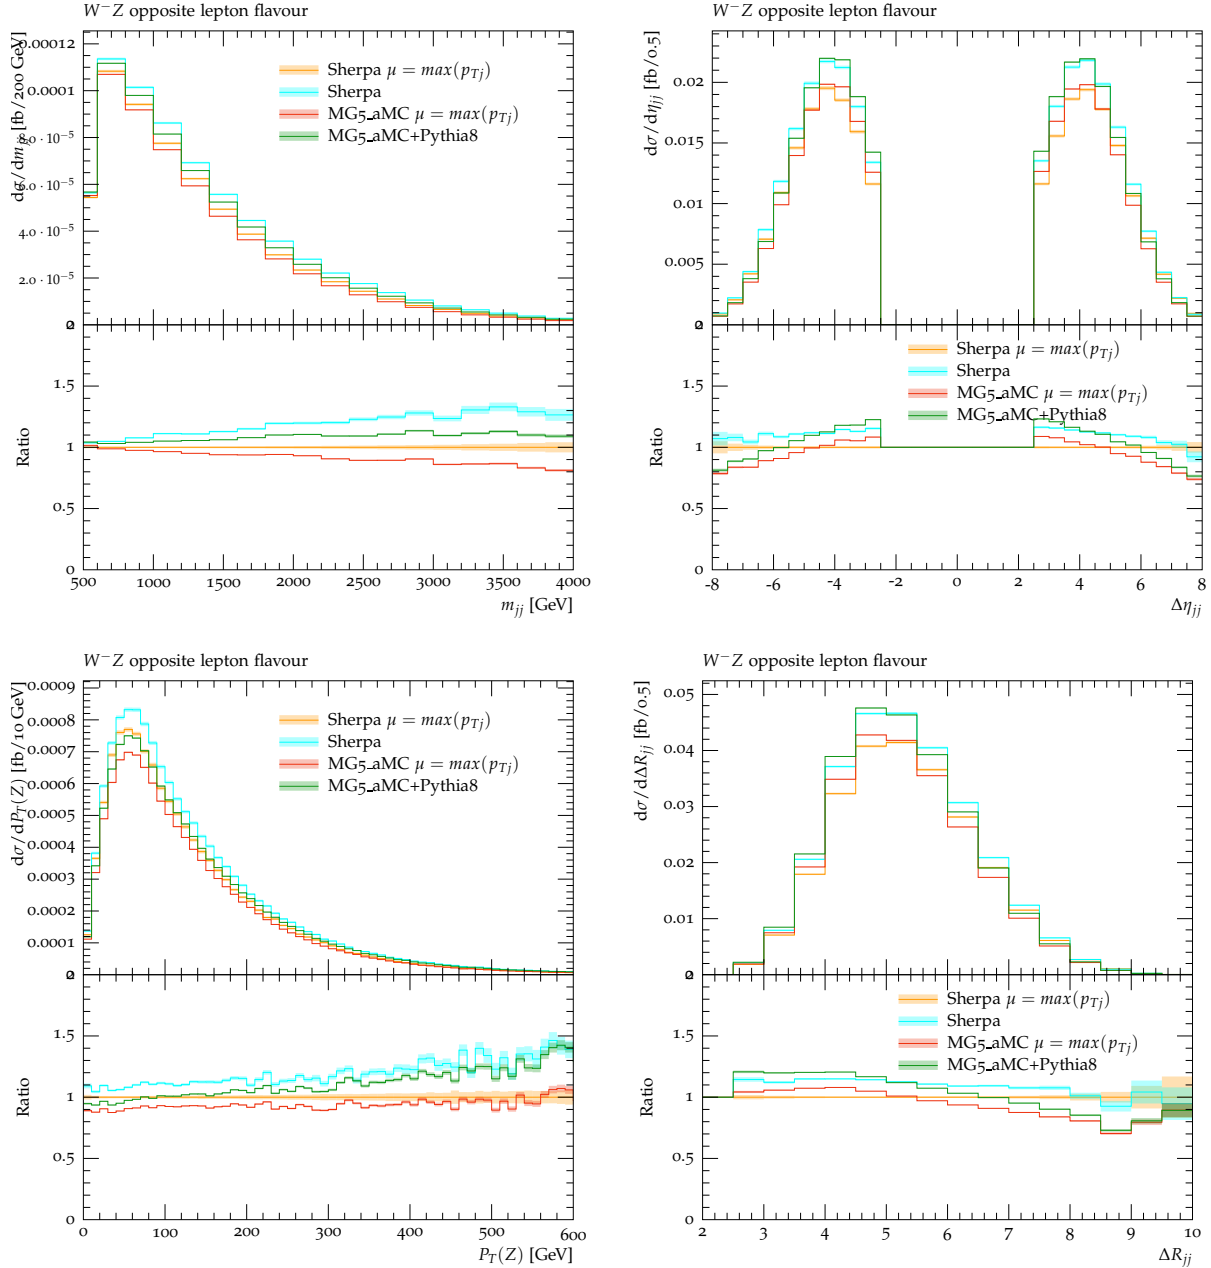 W⁻Z opposite lepton flavour
dσ/dm_jj [fb/200 GeV]
0.00012
0.0001
8.0 · 10⁻⁵
6.0 · 10⁻⁵
4.0 · 10⁻⁵
2.0 · 10⁻⁵
0
Sherpa μ = max(p_Tj)
Sherpa
MG5_aMC μ = max(p_Tj)
MG5_aMC+Pythia8
Ratio
2
1.5
1
0.5
0
500 1000 1500 2000 2500 3000 3500 4000
m_jj [GeV]
W⁻Z opposite lepton flavour
dσ/dη_jj [fb/0.5]
0.02
0.015
0.01
0.005
0
Sherpa μ = max(p_Tj)
Sherpa
MG5_aMC μ = max(p_Tj)
MG5_aMC+Pythia8
Ratio
2
1.5
1
0.5
0
-8 -6 -4 -2 0 2 4 6 8
Δη_jj
W⁻Z opposite lepton flavour
dσ/dP_T(Z) [fb/10 GeV]
0.0009
0.0008
0.0007
0.0006
0.0005
0.0004
0.0003
0.0002
0.0001
0
Sherpa μ = max(p_Tj)
Sherpa
MG5_aMC μ = max(p_Tj)
MG5_aMC+Pythia8
Ratio
2
1.5
1
0.5
0
0 100 200 300 400 500 600
P_T(Z) [GeV]
W⁻Z opposite lepton flavour
dσ/dΔR_jj [fb/0.5]
0.05
0.04
0.03
0.02
0.01
0
Sherpa μ = max(p_Tj)
Sherpa
MG5_aMC μ = max(p_Tj)
MG5_aMC+Pythia8
Ratio
2
1.5
1
0.5
0
2 3 4 5 6 7 8 9 10
ΔR_jj